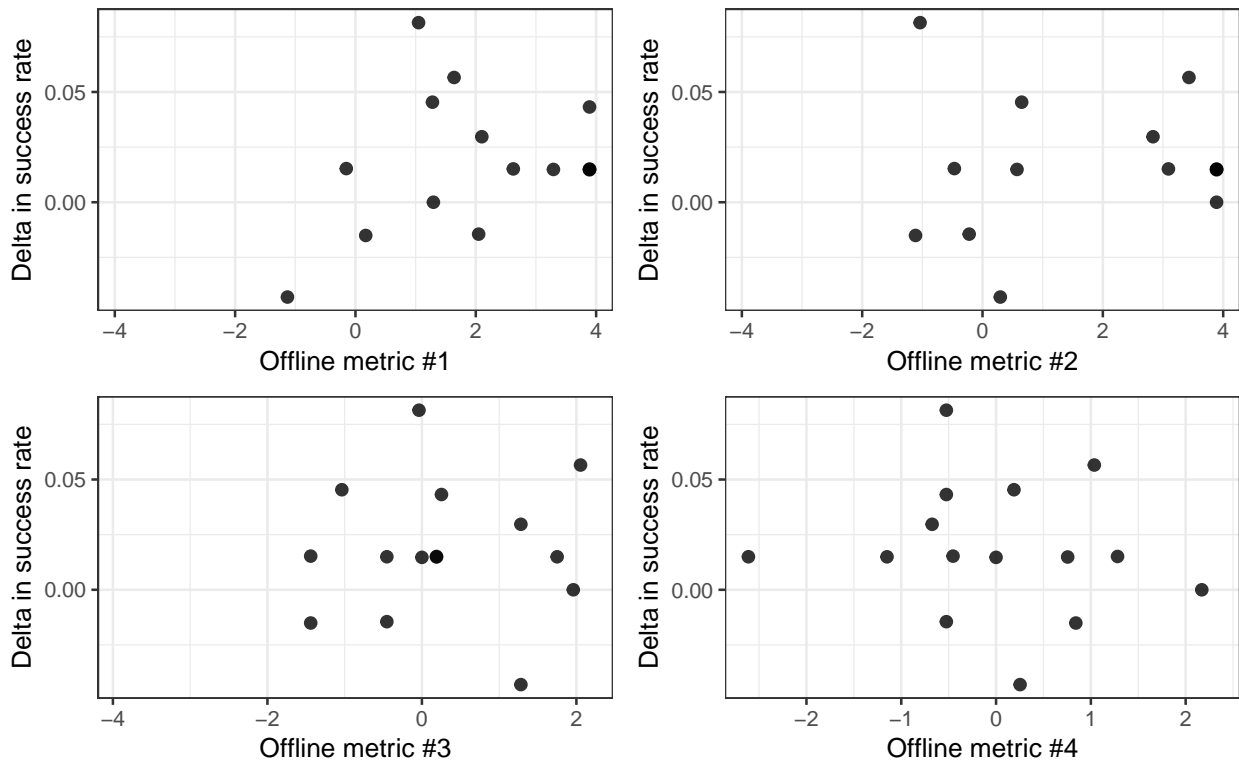 Delta in success rate
0.05
0.00
−4 −2 0 2 4
Offline metric #1
Delta in success rate
0.05
0.00
−4 −2 0 2 4
Offline metric #2
Delta in success rate
0.05
0.00
−4 −2 0 2
Offline metric #3
Delta in success rate
0.05
0.00
−2 −1 0 1 2
Offline metric #4